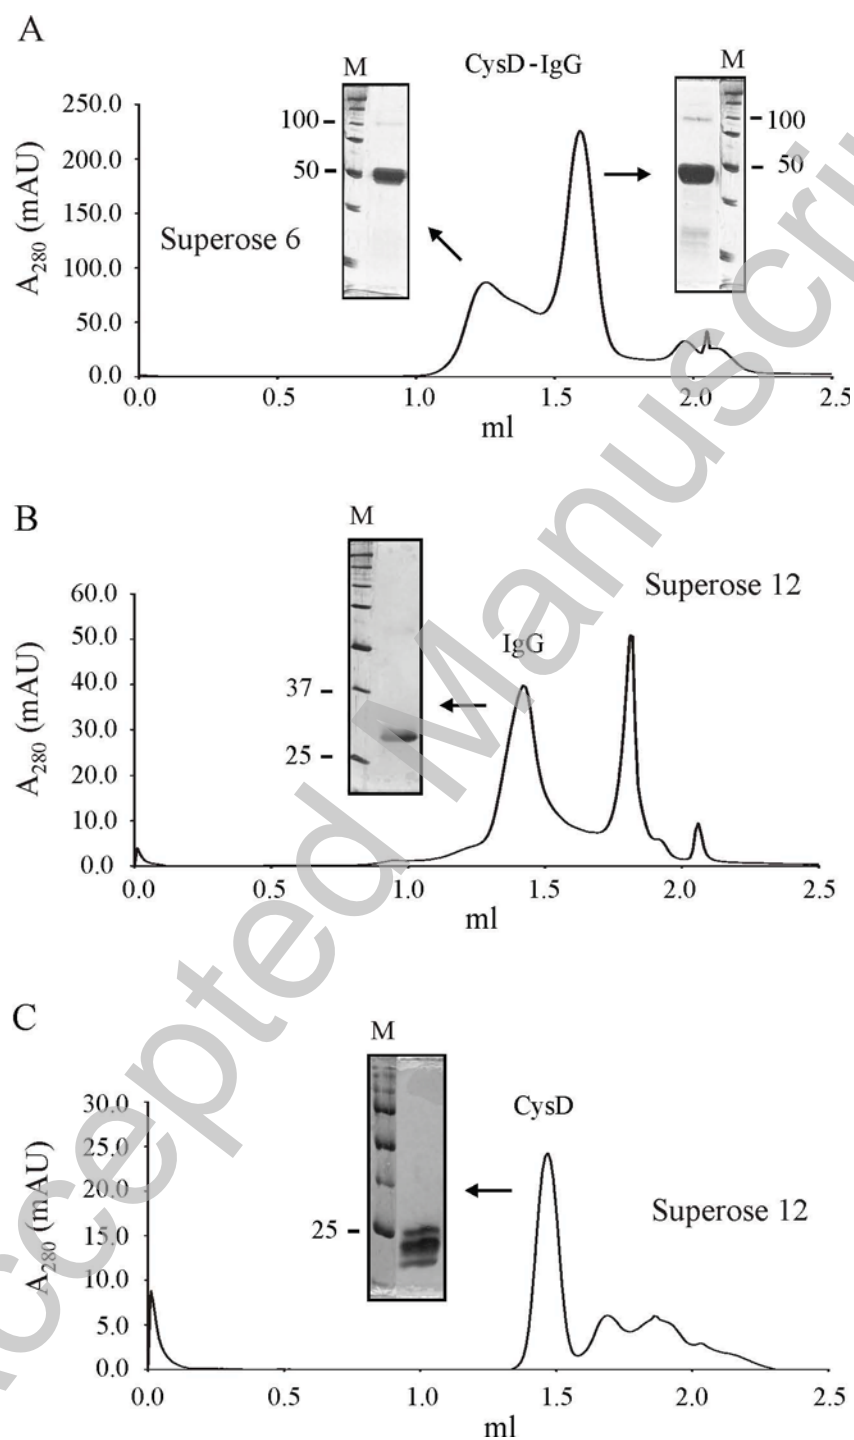 A
M
CysD-IgG
M
250.0
200.0
150.0
100.0
50.0
0.0
A280 (mAU)
Superose 6
100
50
100
50
0.0 0.5 1.0 1.5 2.0 2.5
ml
B
M
Superose 12
60.0
50.0
40.0
30.0
20.0
10.0
0.0
A280 (mAU)
IgG
37
25
0.0 0.5 1.0 1.5 2.0 2.5
ml
C
M
CysD
30.0
25.0
20.0
15.0
10.0
5.0
0.0
A280 (mAU)
25
Superose 12
0.0 0.5 1.0 1.5 2.0 2.5
ml
Accepted Manuscrip